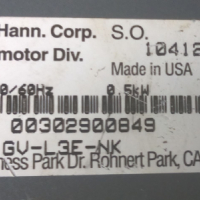 Hann. Corp. S.O.
motor Div. 10412
Made in USA
0/60Hz 0.5kW
00302900849
GV-L3E-NK
ness Park Dr. Rohnert Park, CA